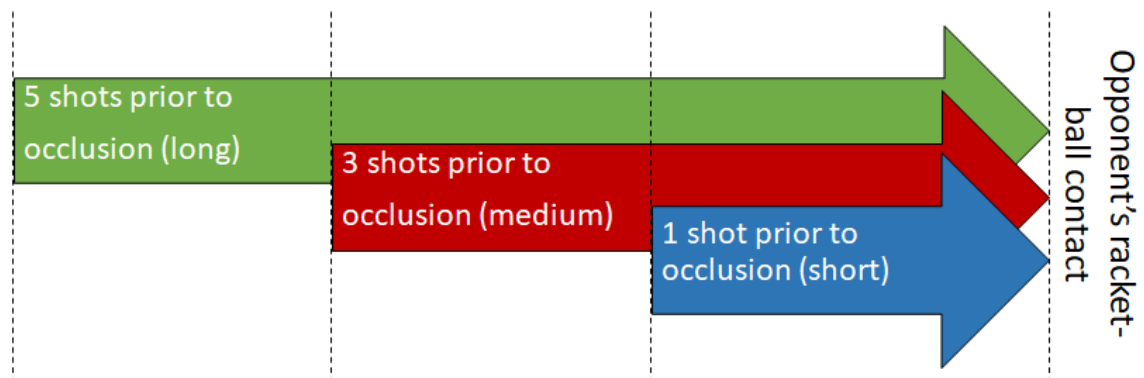 5 shots prior to
occlusion (long)
3 shots prior to
occlusion (medium)
1 shot prior to
occlusion (short)
Opponent's racket-
ball contact